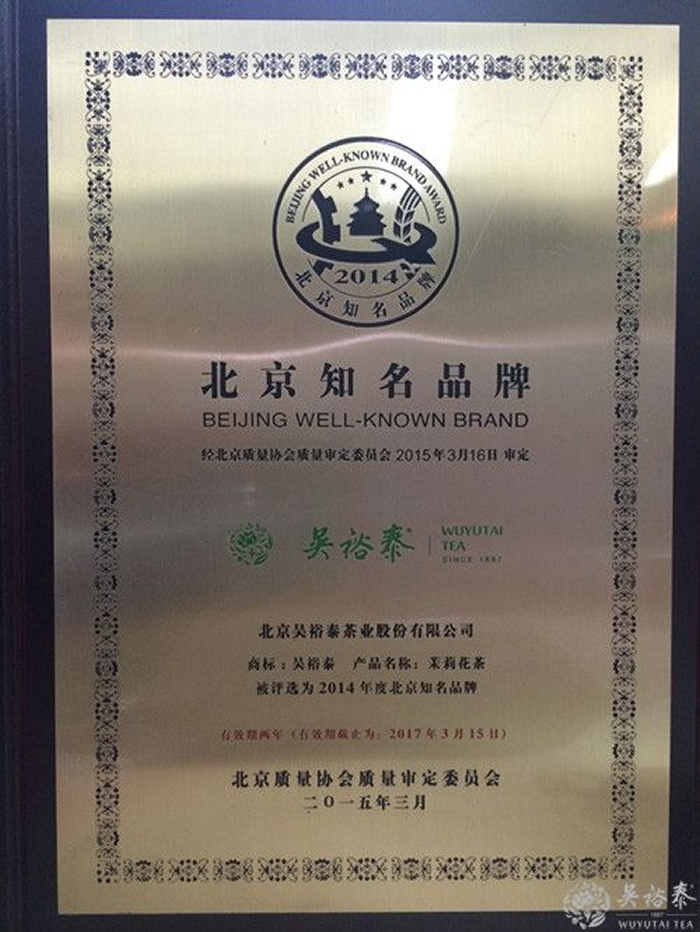 BEIJING WELL-KNOWN BRAND AWARD
2014
北京知名品牌
北京知名品牌
BEIJING WELL-KNOWN BRAND
经北京质量协会质量审定委员会 2015年3月16日 审定
吴裕泰® WUYUTAI
TEA
SINCE 1887
北京吴裕泰茶业股份有限公司
商标：吴裕泰 产品名称：茉莉花茶
被评选为 2014 年度北京知名品牌
有效期两年（有效期截止为：2017年3月15日）
北京质量协会质量审定委员会
二〇一五年三月
吴裕泰
1887
WUYUTAI TEA